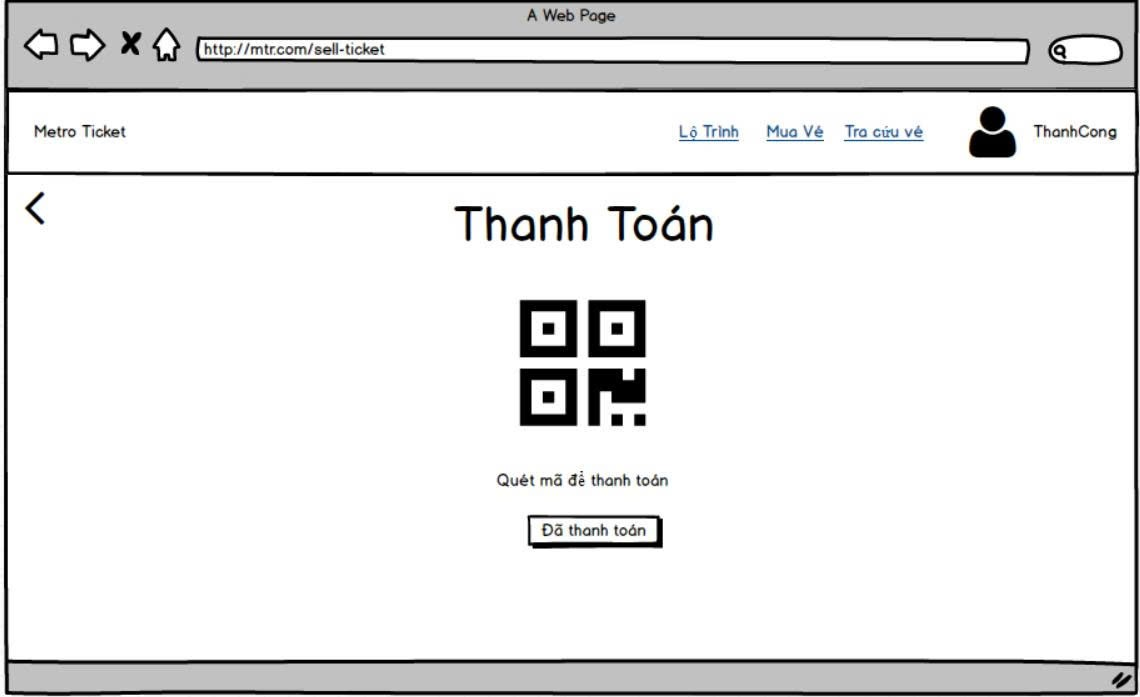 A Web Page
http://mtr.com/sell-ticket
Metro Ticket
Lộ Trình
Mua Vé
Tra cứu vé
ThanhCong
Thanh Toán
Quét mã để thanh toán
Đã thanh toán